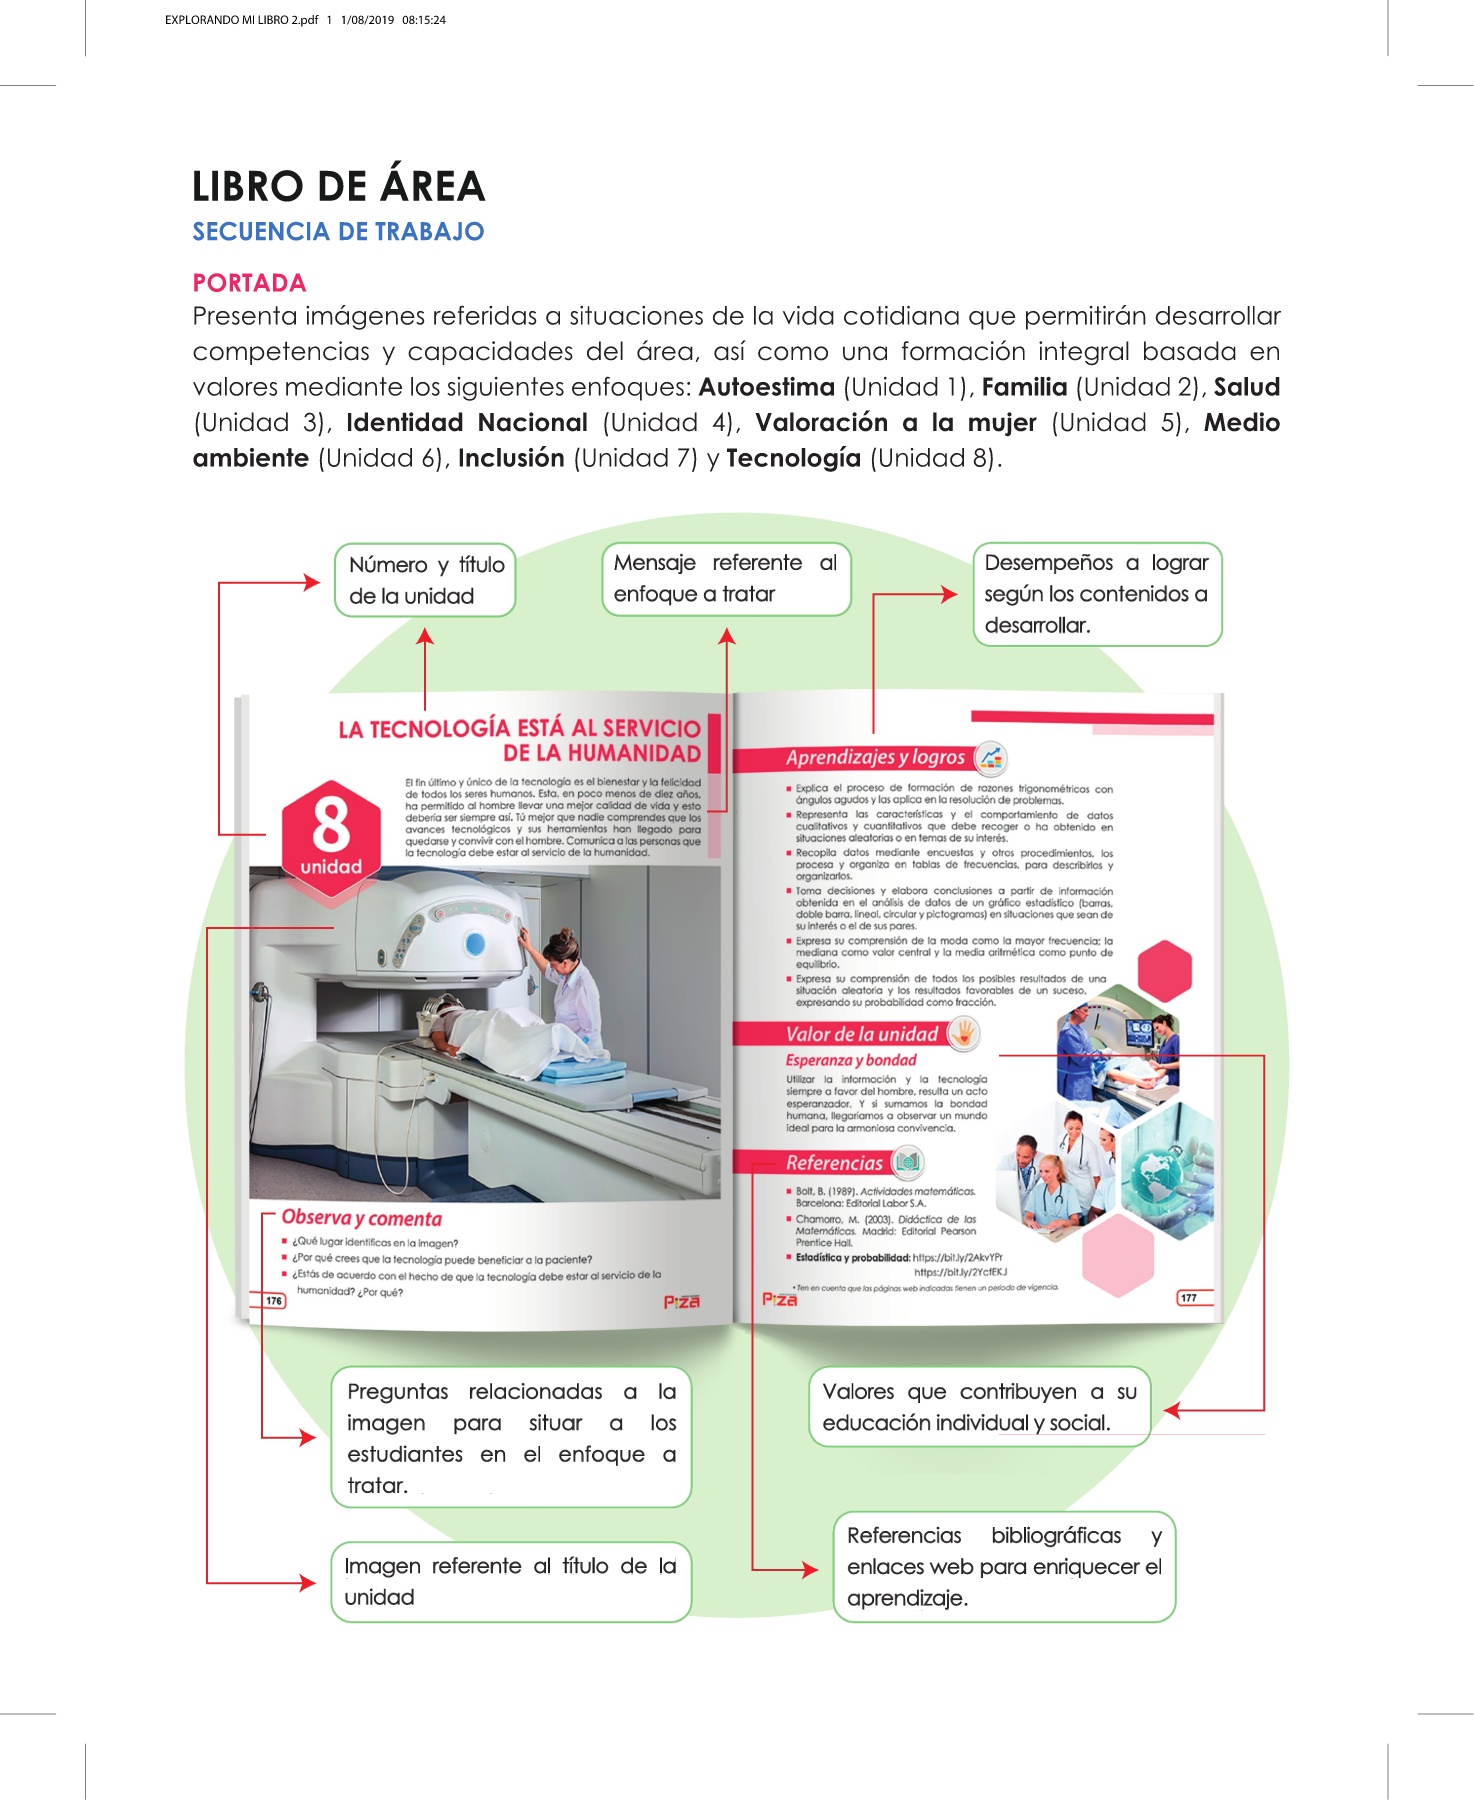 EXPLORANDO MI LIBRO 2.pdf 1 1/08/2019 08:15:24
LIBRO DE ÁREA
SECUENCIA DE TRABAJO
PORTADA
Presenta imágenes referidas a situaciones de la vida cotidiana que permitirán desarrollar
competencias y capacidades del área, así como una formación integral basada en
valores mediante los siguientes enfoques: Autoestima (Unidad 1), Familia (Unidad 2), Salud
(Unidad 3), Identidad Nacional (Unidad 4), Valoración a la mujer (Unidad 5), Medio
ambiente (Unidad 6), Inclusión (Unidad 7) y Tecnología (Unidad 8).
Número y título
de la unidad
Mensaje referente al
enfoque a tratar
Desempeños a lograr
según los contenidos a
desarrollar.
LA TECNOLOGÍA ESTÁ AL SERVICIO
DE LA HUMANIDAD
8
unidad
El fin último y único de la tecnología es el bienestar y la felicidad
de todos los seres humanos. Esta, en poco menos de diez años,
ha permitido al hombre llevar una mejor calidad de vida y esto
debería ser siempre así. Tú mejor que nadie comprendes que los
avances tecnológicos y sus herramientas han llegado para
quedarse y convivir con el hombre. Comunica a las personas que
la tecnología debe estar al servicio de la humanidad.
Observa y comenta
¿Qué lugar identificas en la imagen?
¿Por qué crees que la tecnología puede beneficiar a la paciente?
¿Estás de acuerdo con el hecho de que la tecnología debe estar al servicio de la
humanidad? ¿Por qué?
176
Piza
Aprendizajes y logros
Explica el proceso de formación de razones trigonométricas con
ángulos agudos y las aplica en la resolución de problemas.
Representa las características y el comportamiento de datos
cualitativos y cuantitativos que debe recoger o ha obtenido en
situaciones aleatorias o en temas de su interés.
Recopila datos mediante encuestas y otros procedimientos, los
procesa y organiza en tablas de frecuencias, para describirlos y
organizarlos.
Toma decisiones y elabora conclusiones a partir de información
obtenida en el análisis de datos de un gráfico estadístico (barras,
doble barra, lineal, circular y pictogramas) en situaciones que sean de
su interés o el de sus pares.
Expresa su comprensión de la moda como la mayor frecuencia; la
mediana como valor central y la media aritmética como punto de
equilibrio.
Expresa su comprensión de todos los posibles resultados de una
situación aleatoria y los resultados favorables de un suceso,
expresando su probabilidad como fracción.
Valor de la unidad
Esperanza y bondad
Utilizar la información y la tecnología
siempre a favor del hombre, resulta un acto
esperanzador. Y si sumamos la bondad
humana, llegaríamos a observar un mundo
ideal para la armoniosa convivencia.
Referencias
Bolt, B. (1989). Actividades matemáticas.
Barcelona: Editorial Labor S.A.
Chamorro, M. (2003). Didáctica de las
Matemáticas. Madrid: Editorial Pearson
Prentice Hall.
Estadística y probabilidad: https://bit.ly/2AkvYPr
https://bit.ly/2YcfEKJ
*Ten en cuenta que las páginas web indicadas tienen un periodo de vigencia.
Piza
177
Preguntas relacionadas a la
imagen para situar a los
estudiantes en el enfoque a
tratar.
Valores que contribuyen a su
educación individual y social.
Imagen referente al título de la
unidad
Referencias bibliográficas y
enlaces web para enriquecer el
aprendizaje.